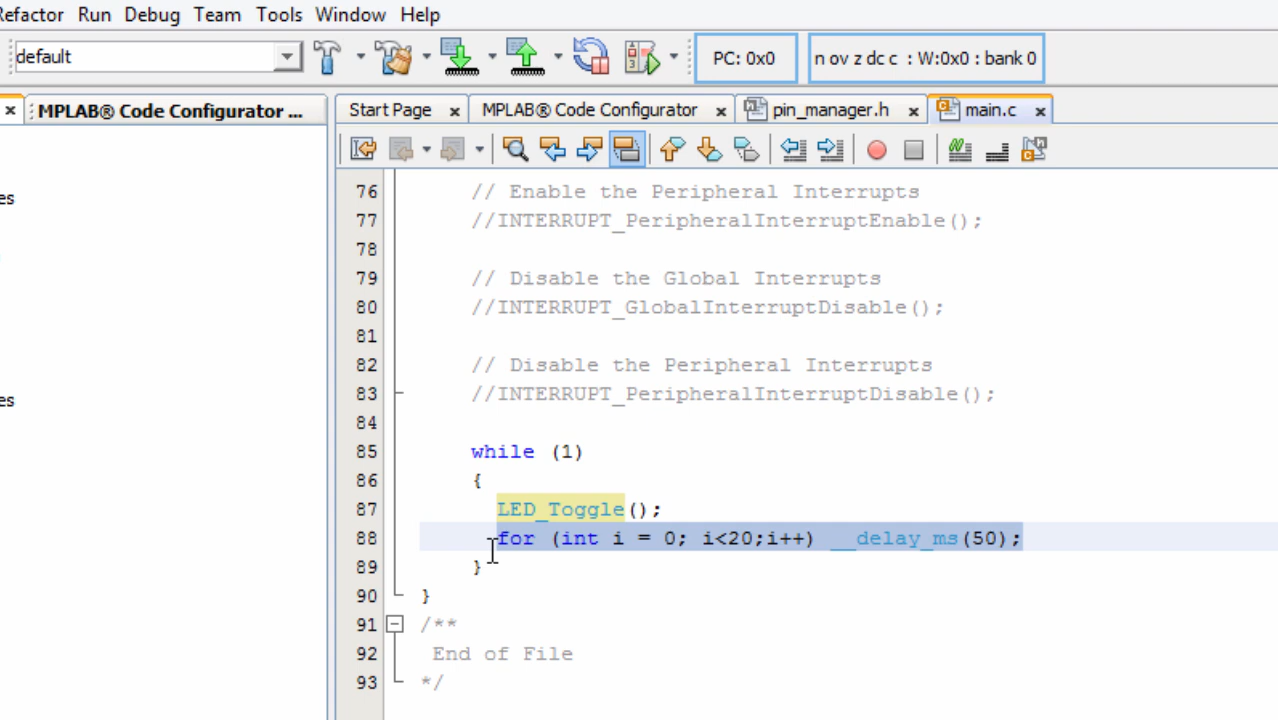 Refactor Run Debug Team Tools Window Help
default PC: 0x0 n ov z dc c : W:0x0 : bank 0
MPLAB® Code Configurator ... Start Page MPLAB® Code Configurator pin_manager.h main.c
76 // Enable the Peripheral Interrupts
es
77 //INTERRUPT_PeripheralInterruptEnable();
78
79 // Disable the Global Interrupts
80 //INTERRUPT_GlobalInterruptDisable();
81
82 // Disable the Peripheral Interrupts
83 //INTERRUPT_PeripheralInterruptDisable();
es
84
85 while (1)
86 {
87 LED_Toggle();
88 for (int i = 0; i<20;i++) __delay_ms(50);
89 }
90 }
91 /**
92 End of File
93 */